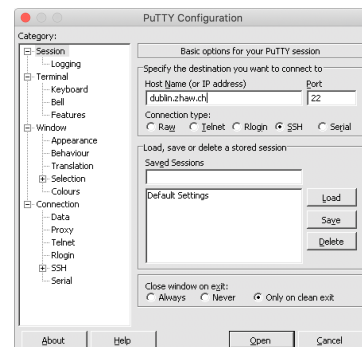 PuTTY Configuration
Category:
Session
Logging
Terminal
Keyboard
Bell
Features
Window
Appearance
Behaviour
Translation
Selection
Colours
Connection
Data
Proxy
Telnet
Rlogin
SSH
Serial
Basic options for your PuTTY session
Specify the destination you want to connect to
Host Name (or IP address) Port
dublin.zhaw.ch 22
Connection type:
Raw Telnet Rlogin SSH Serial
Load, save or delete a stored session
Saved Sessions
Default Settings
Load
Save
Delete
Close window on exit:
Always Never Only on clean exit
About Help Open Cancel